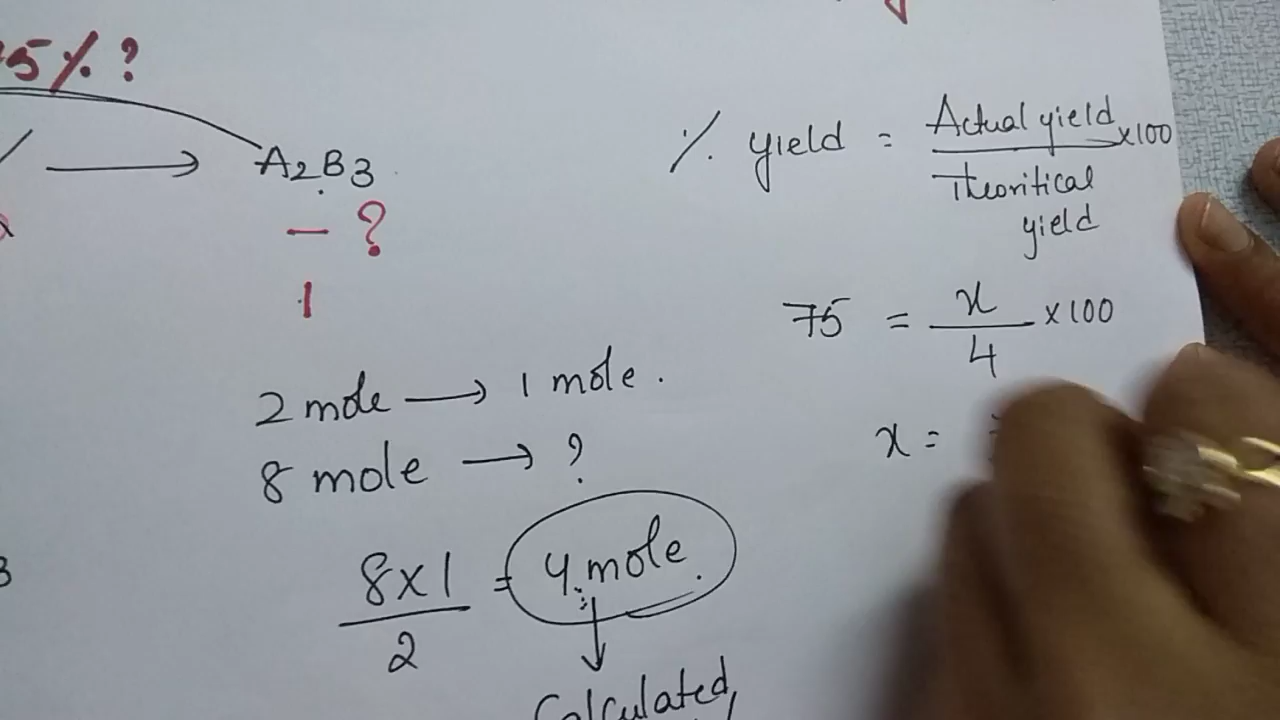 5%?
A2B3
— ?
1
2 mole → 1 mole.
8 mole → ?
8x1 = 4 mole.
2
Calculated,
% yield = Actual yield x100
Theoritical
yield
75 = x x100
4
x =